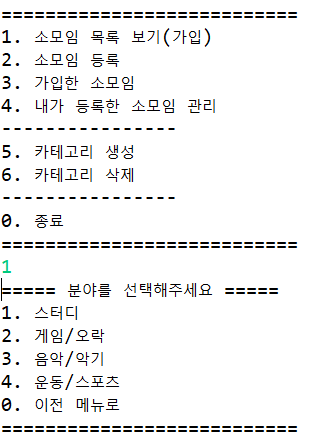 ===========================
1. 소모임 목록 보기(가입)
2. 소모임 등록
3. 가입한 소모임
4. 내가 등록한 소모임 관리
----------------
5. 카테고리 생성
6. 카테고리 삭제
----------------
0. 종료
===========================
1
===== 분야를 선택해주세요 =====
1. 스터디
2. 게임/오락
3. 음악/악기
4. 운동/스포츠
0. 이전 메뉴로
===========================